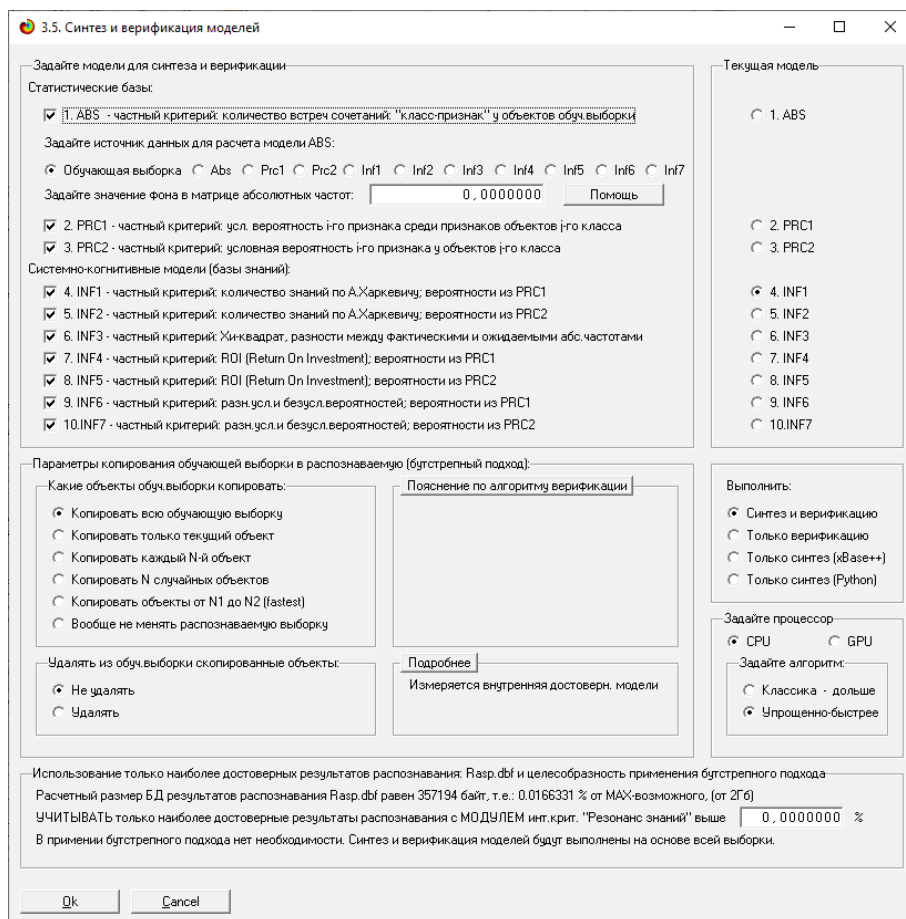 3.5. Синтез и верификация моделей
Задайте модели для синтеза и верификации
Статистические базы:
1. ABS - частный критерий: количество встреч сочетаний: "класс-признак" у объектов обуч.выборки
Задайте источник данных для расчета модели ABS:
Обучающая выборка Abs Prc1 Prc2 Inf1 Inf2 Inf3 Inf4 Inf5 Inf6 Inf7
Задайте значение фона в матрице абсолютных частот: 0,0000000 Помощь
2. PRC1 - частный критерий: усл. вероятность i-го признака среди признаков объектов j-го класса
3. PRC2 - частный критерий: условная вероятность i-го признака у объектов j-го класса
Системно-когнитивные модели (базы знаний):
4. INF1 - частный критерий: количество знаний по А.Харкевичу; вероятности из PRC1
5. INF2 - частный критерий: количество знаний по А.Харкевичу; вероятности из PRC2
6. INF3 - частный критерий: Хи-квадрат, разности между фактическими и ожидаемыми абс.частотами
7. INF4 - частный критерий: ROI (Return On Investment); вероятности из PRC1
8. INF5 - частный критерий: ROI (Return On Investment); вероятности из PRC2
9. INF6 - частный критерий: разн.усл.и безусл.вероятностей; вероятности из PRC1
10.INF7 - частный критерий: разн.усл.и безусл.вероятностей; вероятности из PRC2
Текущая модель
1. ABS
2. PRC1
3. PRC2
4. INF1
5. INF2
6. INF3
7. INF4
8. INF5
9. INF6
10.INF7
Параметры копирования обучающей выборки в распознаваемую (бутстрепный подход):
Какие объекты обуч.выборки копировать:
Копировать всю обучающую выборку
Копировать только текущий объект
Копировать каждый N-й объект
Копировать N случайных объектов
Копировать объекты от N1 до N2 (fastest)
Вообще не менять распознаваемую выборку
Пояснение по алгоритму верификации
Удалять из обуч.выборки скопированные объекты:
Не удалять
Удалять
Подробнее
Измеряется внутренняя достоверн. модели
Выполнить:
Синтез и верификацию
Только верификацию
Только синтез (xBase++)
Только синтез (Python)
Задайте процессор
CPU GPU
Задайте алгоритм:
Классика - дольше
Упрощенно-быстрее
Использование только наиболее достоверных результатов распознавания: Rasp.dbf и целесобразность применения бутстрепного подхода
Расчетный размер БД результатов распознавания Rasp.dbf равен 357194 байт, т.е.: 0.0166331 % от MAX-возможного, (от 2Гб)
УЧИТЫВАТЬ только наиболее достоверные результаты распознавания с МОДУЛЕМ инт.крит. "Резонанс знаний" выше 0,0000000 %
В примении бутстрепного подхода нет необходимости. Синтез и верификация моделей будут выполнены на основе всей выборки.
Ok Cancel